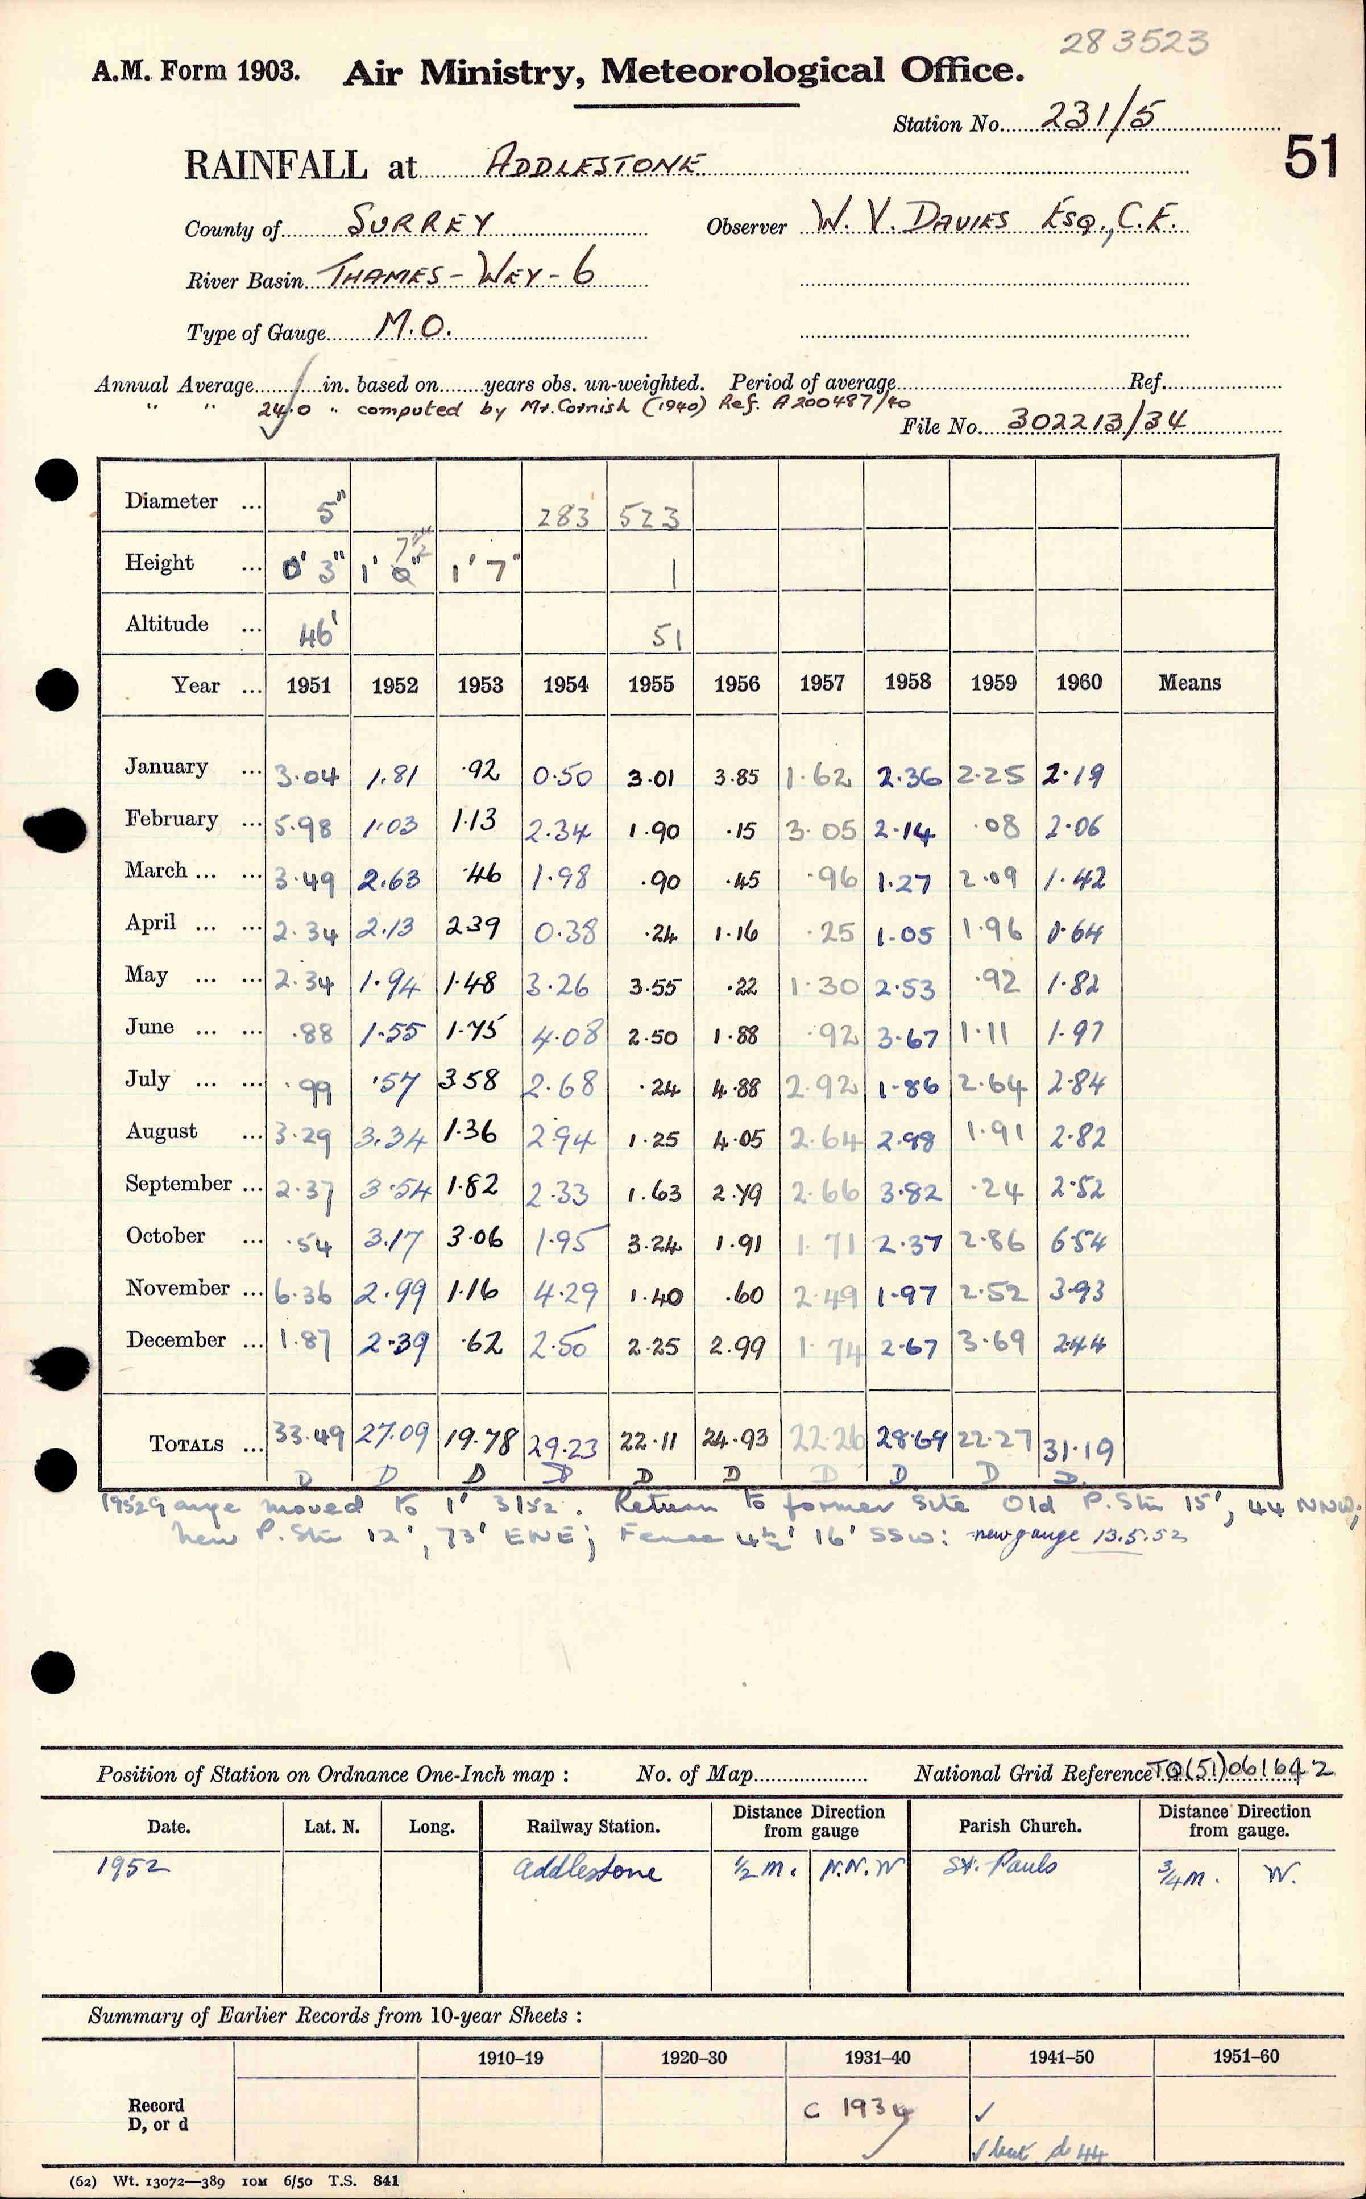 283523
A.M. Form 1903. Air Ministry, Meteorological Office.
Station No. 231/5
51
RAINFALL at ADDLESTONE
County of SURREY Observer W. V. DAVIES ESQ., C.E.
River Basin THAMES - WEY - 6
Type of Gauge M.O.
Annual Average in. based on years obs. un-weighted. Period of average Ref.
" " 24.0 " computed by Mr. Cornish (1940) Ref. A200487/40
File No. 302213/34
Diameter ... 5" 283 523
Height ... 0' 3" 1' 0" 7½" 1' 7" 1
Altitude ... 46' 51
Year ... 1951 1952 1953 1954 1955 1956 1957 1958 1959 1960 Means
January ... 3.04 1.81 .92 0.50 3.01 3.85 1.62 2.36 2.25 2.19
February ... 5.98 1.03 1.13 2.34 1.90 .15 3.05 2.14 .08 2.06
March ... ... 3.49 2.63 .46 1.98 .90 .45 .96 1.27 2.09 1.42
April ... ... 2.34 2.13 239 0.38 .24 1.16 .25 1.05 1.96 0.64
May ... ... 2.34 1.94 1.48 3.26 3.55 .22 1.30 2.53 .92 1.82
June ... ... .88 1.55 1.75 4.08 2.50 1.88 .92 3.67 1.11 1.97
July ... ... .99 .57 358 2.68 .24 4.88 2.92 1.86 2.64 2.84
August ... 3.29 3.34 1.36 2.94 1.25 4.05 2.64 2.98 1.91 2.82
September ... 2.37 3.54 1.82 2.33 1.63 2.79 2.66 3.82 .24 2.52
October ... .54 3.17 3.06 1.95 3.24 1.91 1.71 2.37 2.86 6.54
November ... 6.36 2.99 1.16 4.29 1.40 .60 2.49 1.97 2.52 3.93
December ... 1.87 2.39 .62 2.50 2.25 2.99 1.74 2.67 3.69 2.44
TOTALS ... 33.49 27.09 19.78 29.23 22.11 24.93 22.26 28.69 22.27 31.19
D D D D D D D D D D
1952 Gauge moved to 1' 3152. Return to former site Old P. Stn 15', 44 NNW;
New P. Stn 12', 73' ENE; Fence 4½' 16' SSW: new gauge 13.5.52
Position of Station on Ordnance One-Inch map : No. of Map National Grid Reference TQ(51)061642
Date. Lat. N. Long. Railway Station. Distance Direction from gauge Parish Church. Distance Direction from gauge.
1952 Addlestone ½ m. N.N.W St. Pauls ¾ m. W.
Summary of Earlier Records from 10-year Sheets :
1910–19 1920–30 1931–40 1941–50 1951–60
Record D, or d C 1934 ✓
✓ but d 44
(62) Wt. 13072—389 10M 6/50 T.S. 841